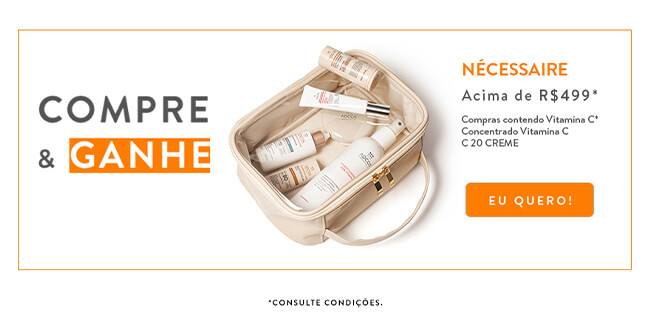 COMPRE
& GANHE
NÉCESSAIRE
Acima de R$499*
Compras contendo Vitamina C*
Concentrado Vitamina C
C 20 CREME
EU QUERO!
*CONSULTE CONDIÇÕES.